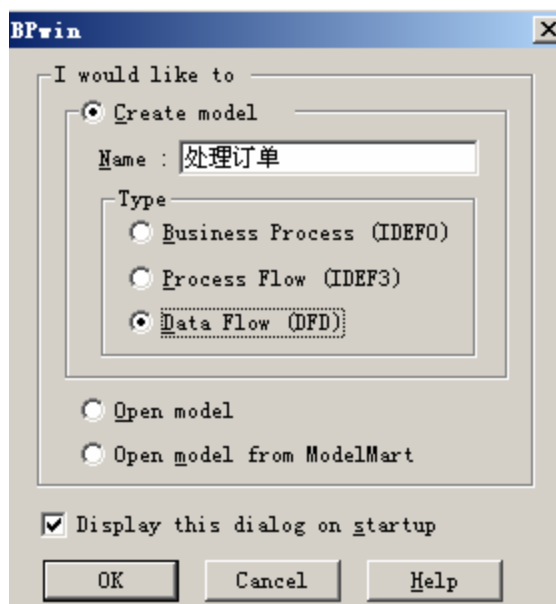 BPwin
I would like to
Create model
Name : 处理订单
Type
Business Process (IDEF0)
Process Flow (IDEF3)
Data Flow (DFD)
Open model
Open model from ModelMart
Display this dialog on startup
OK Cancel Help